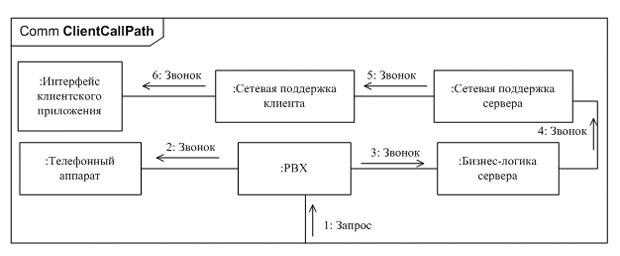 Comm ClientCallPath
:Интерфейс
клиентского
приложения
6: Звонок
:Сетевая поддержка
клиента
5: Звонок
:Сетевая поддержка
сервера
4: Звонок
:Телефонный
аппарат
2: Звонок
:PBX
3: Звонок
:Бизнес-логика
сервера
1: Запрос